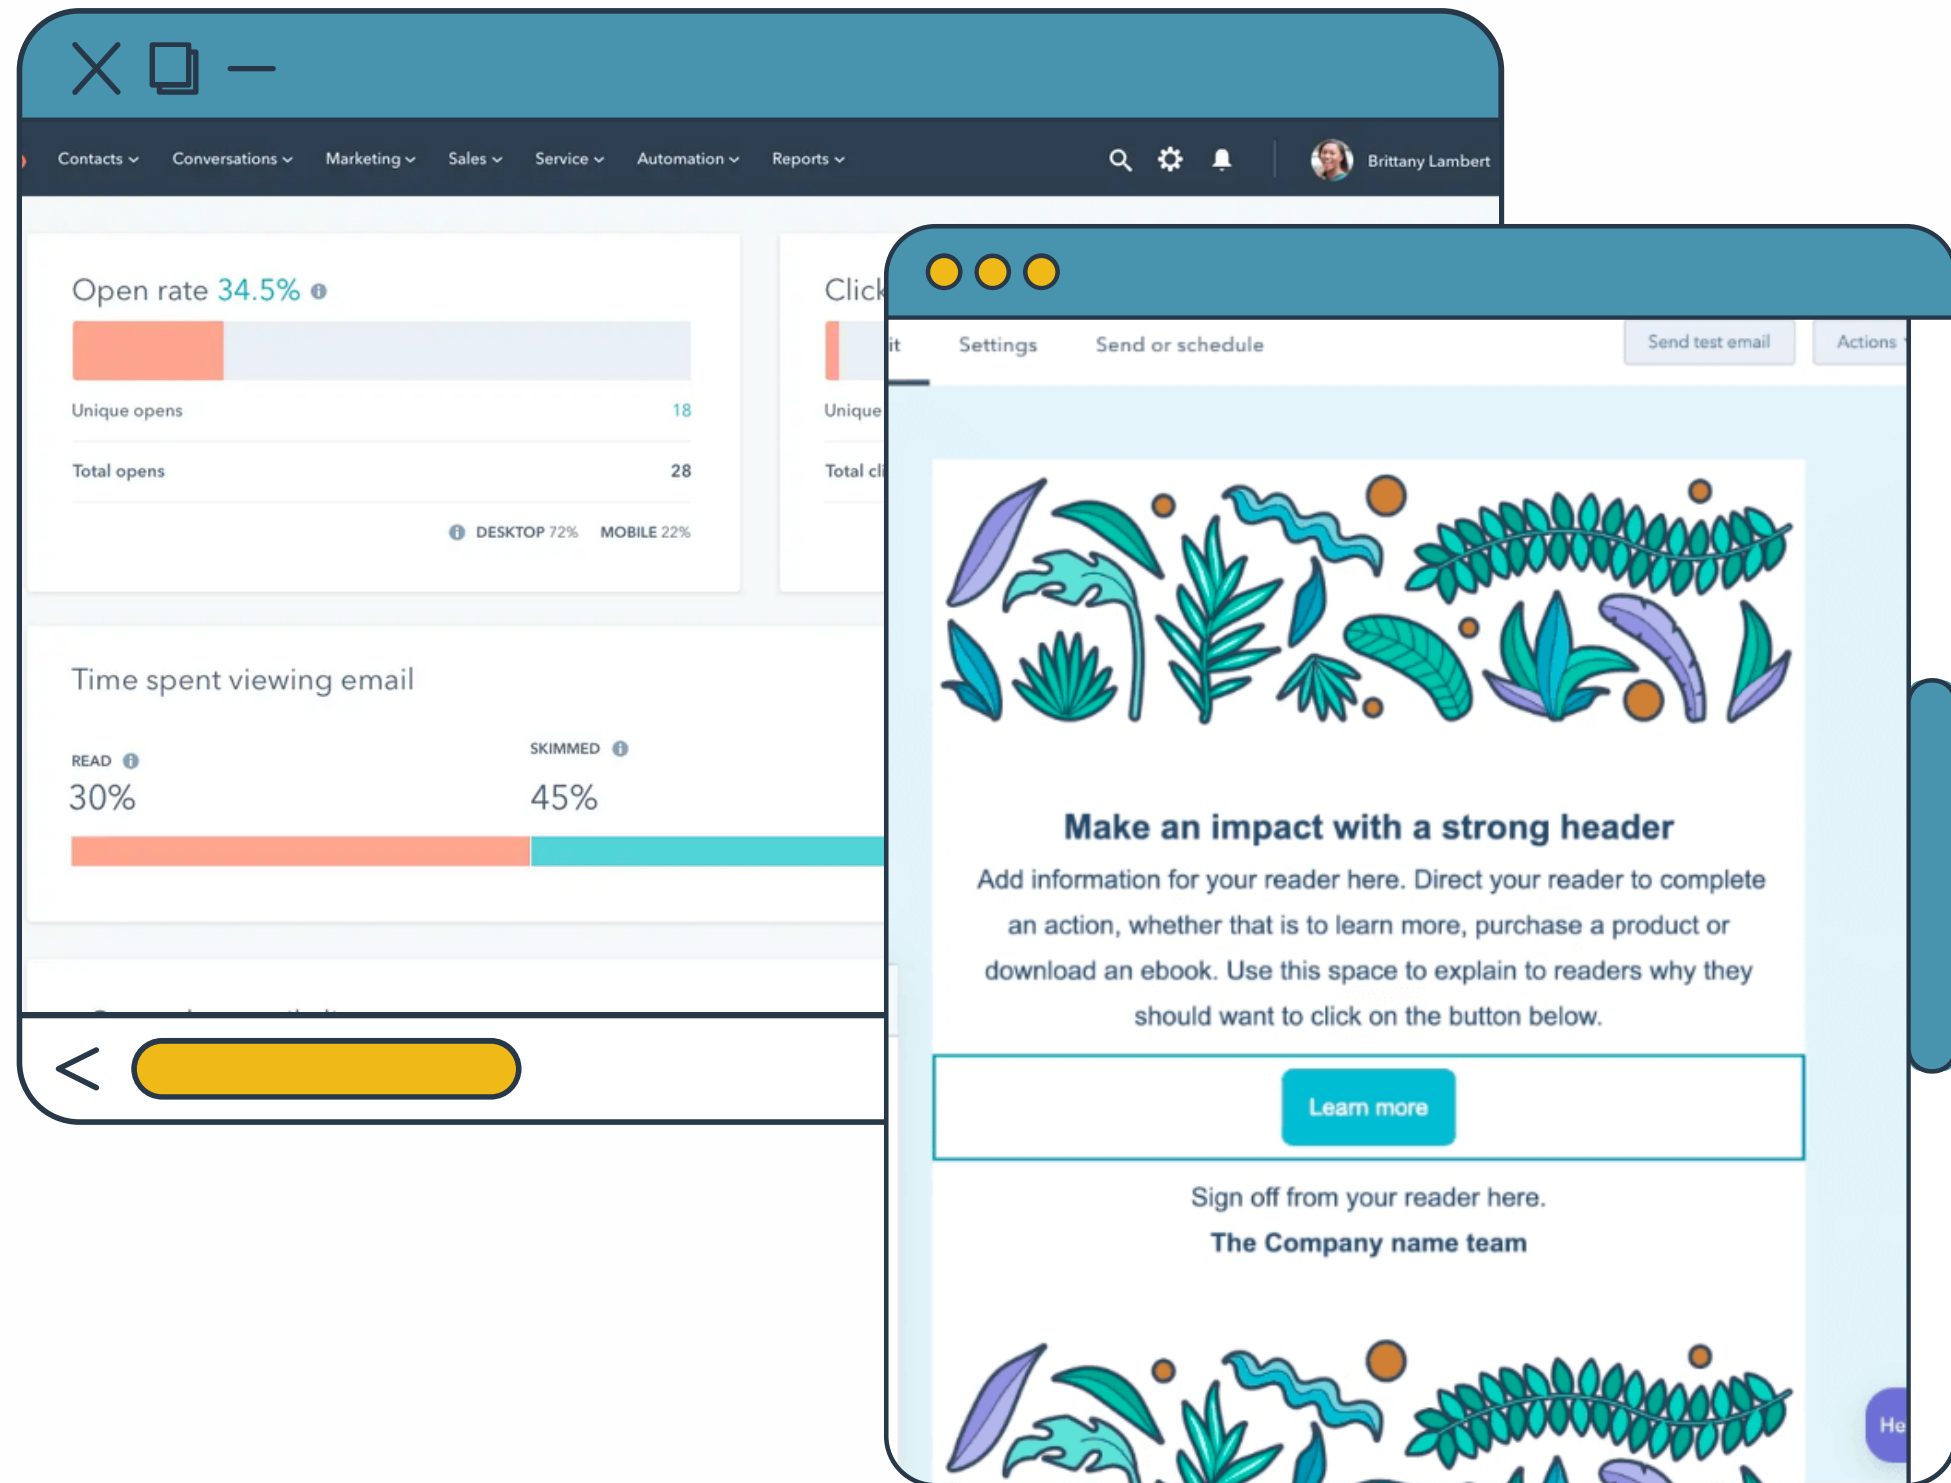 Contacts Conversations Marketing Sales Service Automation Reports Brittany Lambert
Open rate 34.5%
Unique opens 18
Total opens 28
DESKTOP 72% MOBILE 22%
Click
Unique
Total
Time spent viewing email
READ
30%
SKIMMED
45%
Settings Send or schedule Send test email Actions
Make an impact with a strong header
Add information for your reader here. Direct your reader to complete
an action, whether that is to learn more, purchase a product or
download an ebook. Use this space to explain to readers why they
should want to click on the button below.
Learn more
Sign off from your reader here.
The Company name team